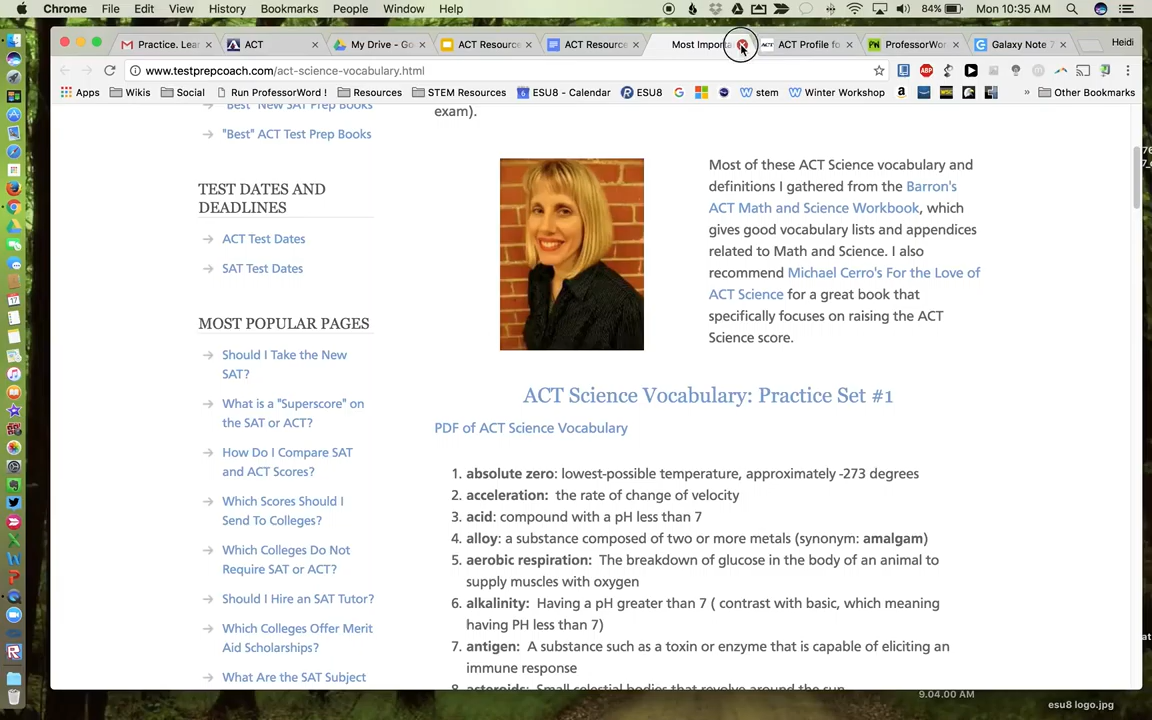 Chrome File Edit View History Bookmarks People Window Help 84% Mon 10:35 AM
Practice. Lear ACT My Drive - Go ACT Resource ACT Resource Most Importa ACT Profile fo ProfessorWor Galaxy Note 7 Heidi
www.testprepcoach.com/act-science-vocabulary.html
Apps Wikis Social Run ProfessorWord ! Resources STEM Resources ESU8 - Calendar ESU8 stem Winter Workshop » Other Bookmarks
"Best" New SAT Prep Books
"Best" ACT Test Prep Books
TEST DATES AND
DEADLINES
ACT Test Dates
SAT Test Dates
MOST POPULAR PAGES
Should I Take the New
SAT?
What is a "Superscore" on
the SAT or ACT?
How Do I Compare SAT
and ACT Scores?
Which Scores Should I
Send To Colleges?
Which Colleges Do Not
Require SAT or ACT?
Should I Hire an SAT Tutor?
Which Colleges Offer Merit
Aid Scholarships?
What Are the SAT Subject
exam).
Most of these ACT Science vocabulary and
definitions I gathered from the Barron's
ACT Math and Science Workbook, which
gives good vocabulary lists and appendices
related to Math and Science. I also
recommend Michael Cerro's For the Love of
ACT Science for a great book that
specifically focuses on raising the ACT
Science score.
ACT Science Vocabulary: Practice Set #1
PDF of ACT Science Vocabulary
1. absolute zero: lowest-possible temperature, approximately -273 degrees
2. acceleration: the rate of change of velocity
3. acid: compound with a pH less than 7
4. alloy: a substance composed of two or more metals (synonym: amalgam)
5. aerobic respiration: The breakdown of glucose in the body of an animal to
supply muscles with oxygen
6. alkalinity: Having a pH greater than 7 ( contrast with basic, which meaning
having PH less than 7)
7. antigen: A substance such as a toxin or enzyme that is capable of eliciting an
immune response
8. asteroids: Small celestial bodies that revolve around the sun
9.04.00 AM
esu8 logo.jpg